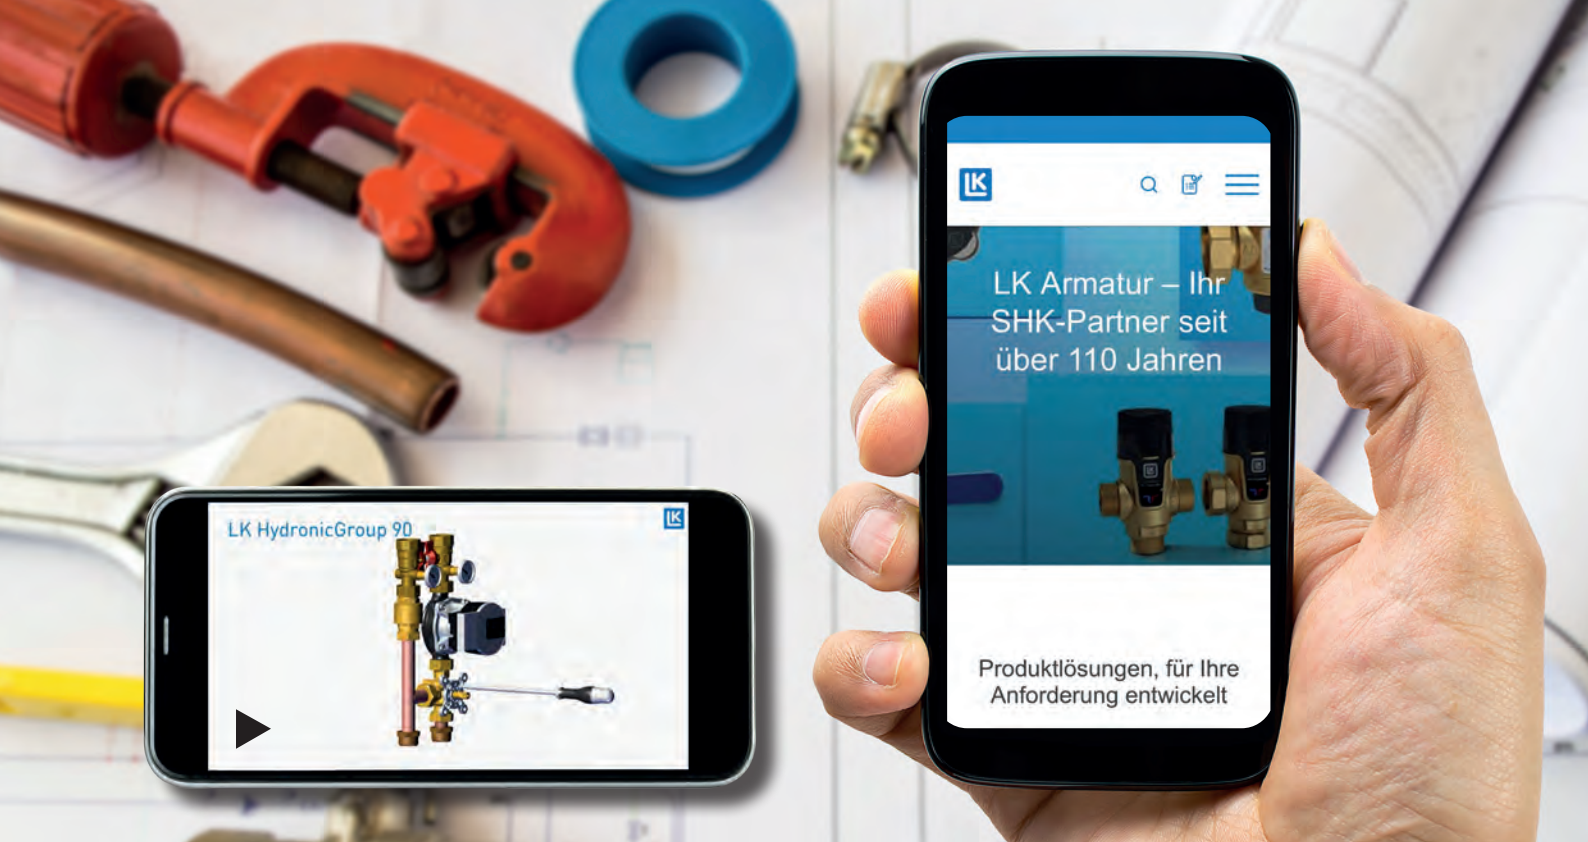 LK HydronicGroup 90
LK
LK
LK Armatur – Ihr
SHK-Partner seit
über 110 Jahren
Produktlösungen, für Ihre
Anforderung entwickelt